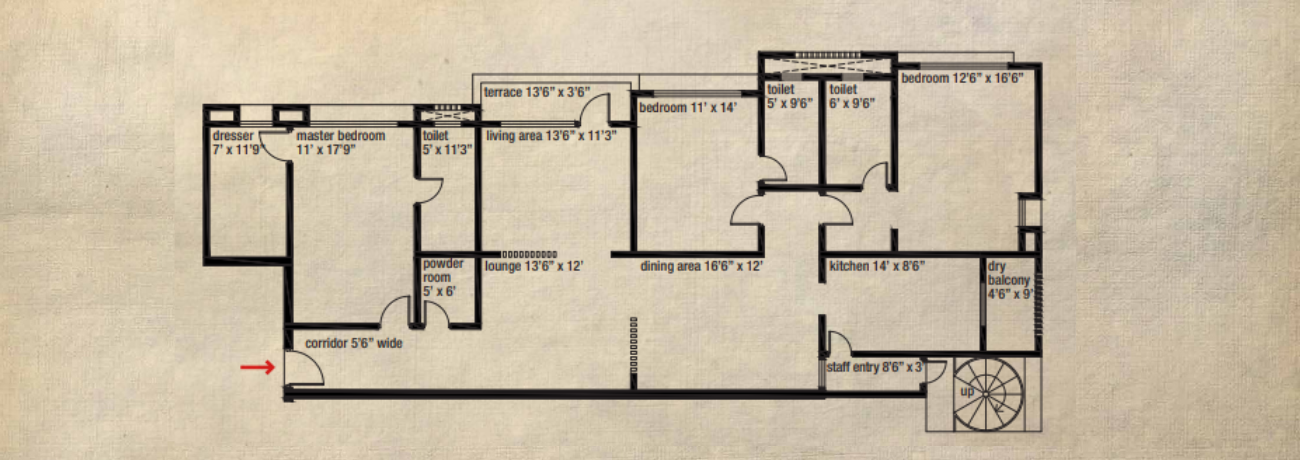 bedroom 12'6" x 16'6"
toilet
5' x 9'6"
toilet
6' x 9'6"
terrace 13'6" x 3'6"
bedroom 11' x 14'
dresser
7' x 11'9"
master bedroom
11' x 17'9"
toilet
5' x 11'3"
living area 13'6" x 11'3"
powder
room
5' x 6'
lounge 13'6" x 12'
dining area 16'6" x 12'
kitchen 14' x 8'6"
dry
balcony
4'6" x 9'
corridor 5'6" wide
staff entry 8'6" x 3'
up